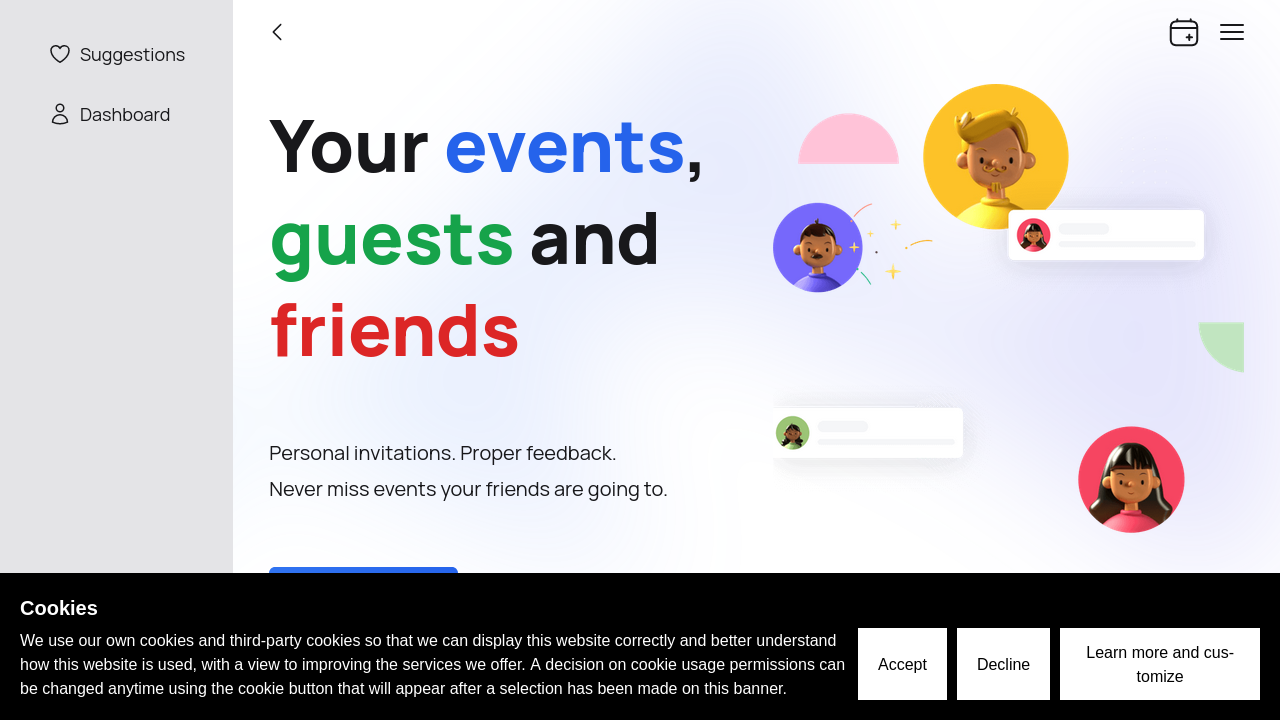 Suggestions
Dashboard
Your events,
guests and
friends
Personal invitations. Proper feedback.
Never miss events your friends are going to.
Cookies
We use our own cookies and third-party cookies so that we can display this website correctly and better understand
how this website is used, with a view to improving the services we offer. A decision on cookie usage permissions can
be changed anytime using the cookie button that will appear after a selection has been made on this banner.
Accept
Decline
Learn more and cus-
tomize